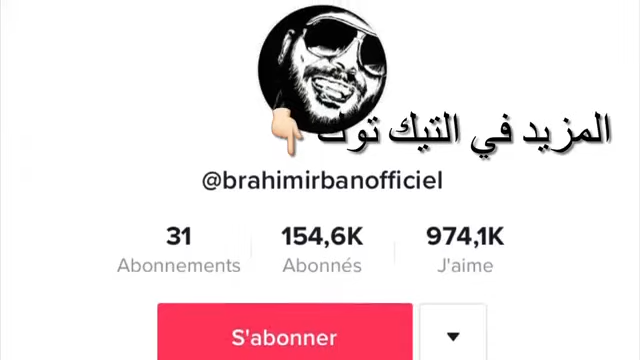 المزيد في التيك توك
@brahimirbanofficiel
31
154,6K
974,1K
Abonnements
Abonnés
J'aime
S'abonner